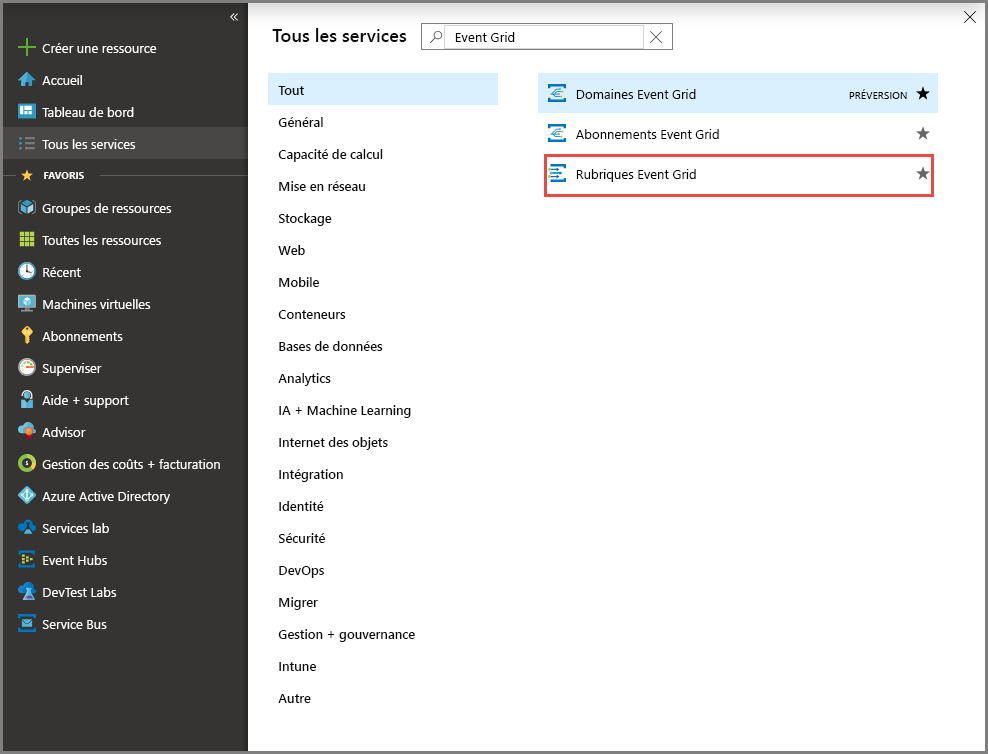 «
Créer une ressource
Accueil
Tableau de bord
Tous les services
FAVORIS
Groupes de ressources
Toutes les ressources
Récent
Machines virtuelles
Abonnements
Superviser
Aide + support
Advisor
Gestion des coûts + facturation
Azure Active Directory
Services lab
Event Hubs
DevTest Labs
Service Bus
Tous les services
Event Grid
Tout
Général
Capacité de calcul
Mise en réseau
Stockage
Web
Mobile
Conteneurs
Bases de données
Analytics
IA + Machine Learning
Internet des objets
Intégration
Identité
Sécurité
DevOps
Migrer
Gestion + gouvernance
Intune
Autre
Domaines Event Grid PRÉVERSION
Abonnements Event Grid
Rubriques Event Grid